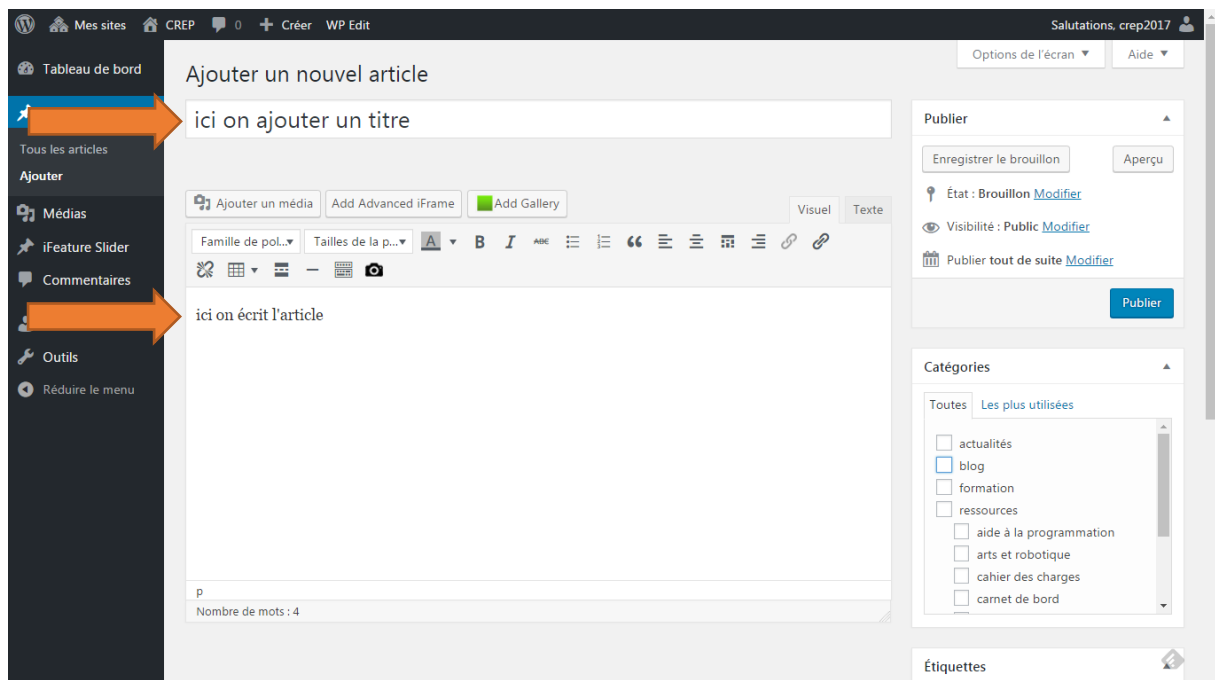 Mes sites CREP 0 Créer WP Edit Salutations, crep2017
Options de l'écran Aide
Tableau de bord
Tous les articles
Ajouter
Médias
iFeature Slider
Commentaires
Outils
Réduire le menu
Ajouter un nouvel article
ici on ajouter un titre
Ajouter un média Add Advanced iFrame Add Gallery
Visuel Texte
Famille de pol... Tailles de la p... A B I ABC
ici on écrit l'article
p
Nombre de mots : 4
Publier
Enregistrer le brouillon Aperçu
État : Brouillon Modifier
Visibilité : Public Modifier
Publier tout de suite Modifier
Publier
Catégories
Toutes Les plus utilisées
actualités
blog
formation
ressources
aide à la programmation
arts et robotique
cahier des charges
carnet de bord
Étiquettes